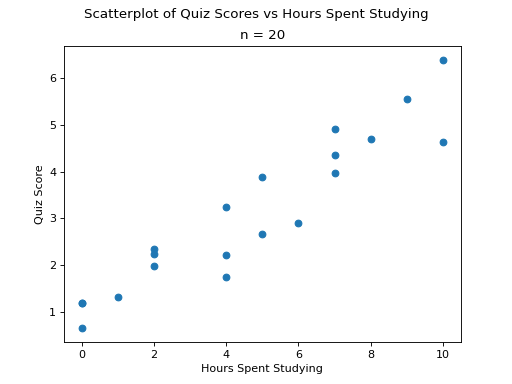 Scatterplot of Quiz Scores vs Hours Spent Studying
n = 20
6
5
4
3
2
1
Quiz Score
0 2 4 6 8 10
Hours Spent Studying